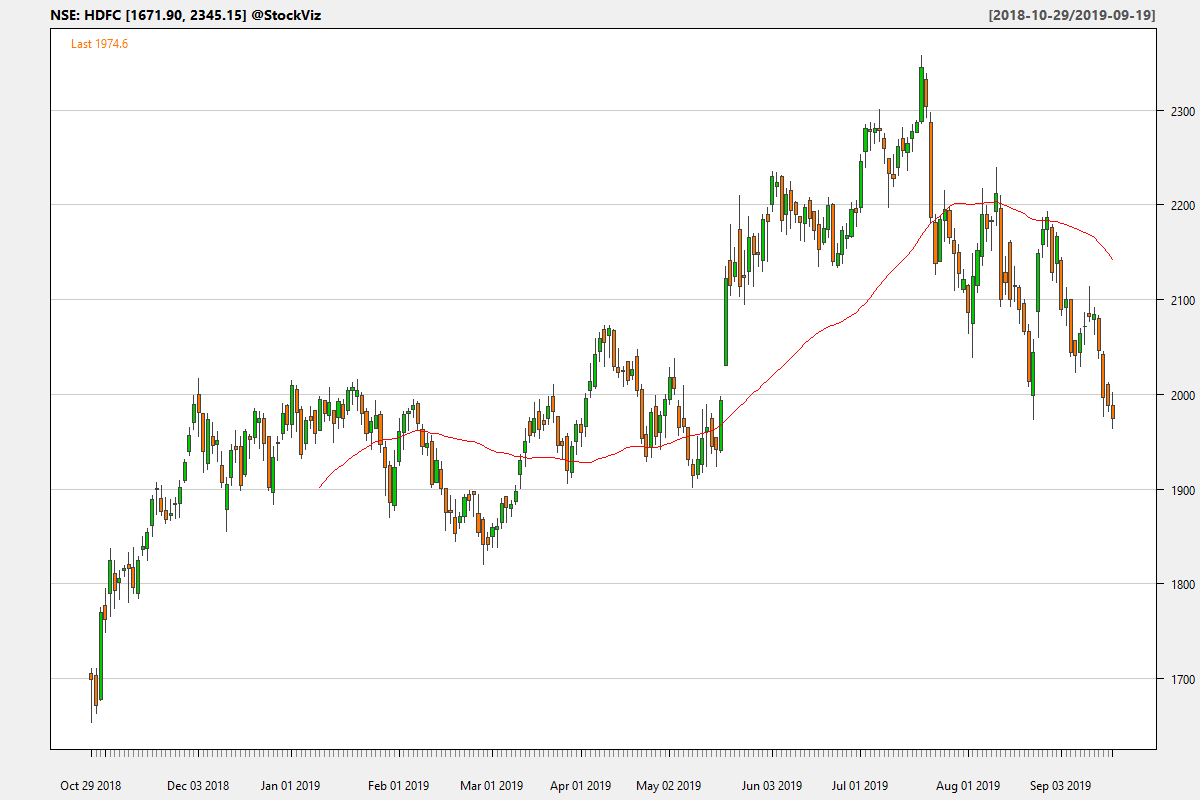 NSE: HDFC [1671.90, 2345.15] @StockViz [2018-10-29/2019-09-19]
Last 1974.6
2300
2200
2100
2000
1900
1800
1700
Oct 29 2018 Dec 03 2018 Jan 01 2019 Feb 01 2019 Mar 01 2019 Apr 01 2019 May 02 2019 Jun 03 2019 Jul 01 2019 Aug 01 2019 Sep 03 2019